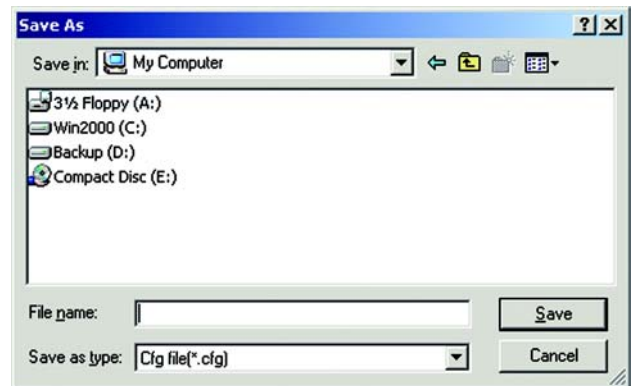 Save As
Save in: My Computer
3½ Floppy (A:)
Win2000 (C:)
Backup (D:)
Compact Disc (E:)
File name:
Save
Save as type: Cfg file(*.cfg)
Cancel